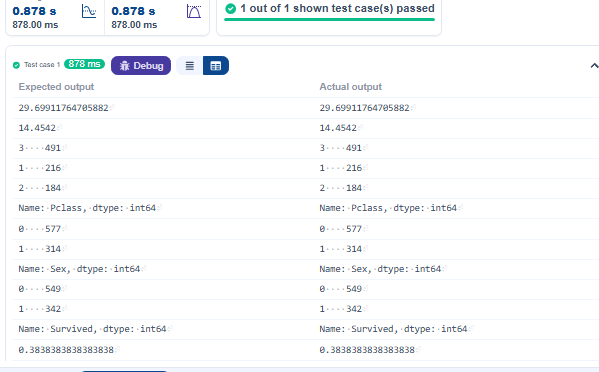 0.878 s
878.00 ms
0.878 s
878.00 ms
1 out of 1 shown test case(s) passed
Test case 1 878 ms Debug
Expected output Actual output
29.69911764705882 29.69911764705882
14.4542 14.4542
3····491 3····491
1····216 1····216
2····184 2····184
Name:·Pclass,·dtype:·int64 Name:·Pclass,·dtype:·int64
0····577 0····577
1····314 1····314
Name:·Sex,·dtype:·int64 Name:·Sex,·dtype:·int64
0····549 0····549
1····342 1····342
Name:·Survived,·dtype:·int64 Name:·Survived,·dtype:·int64
0.3838383838383838 0.3838383838383838